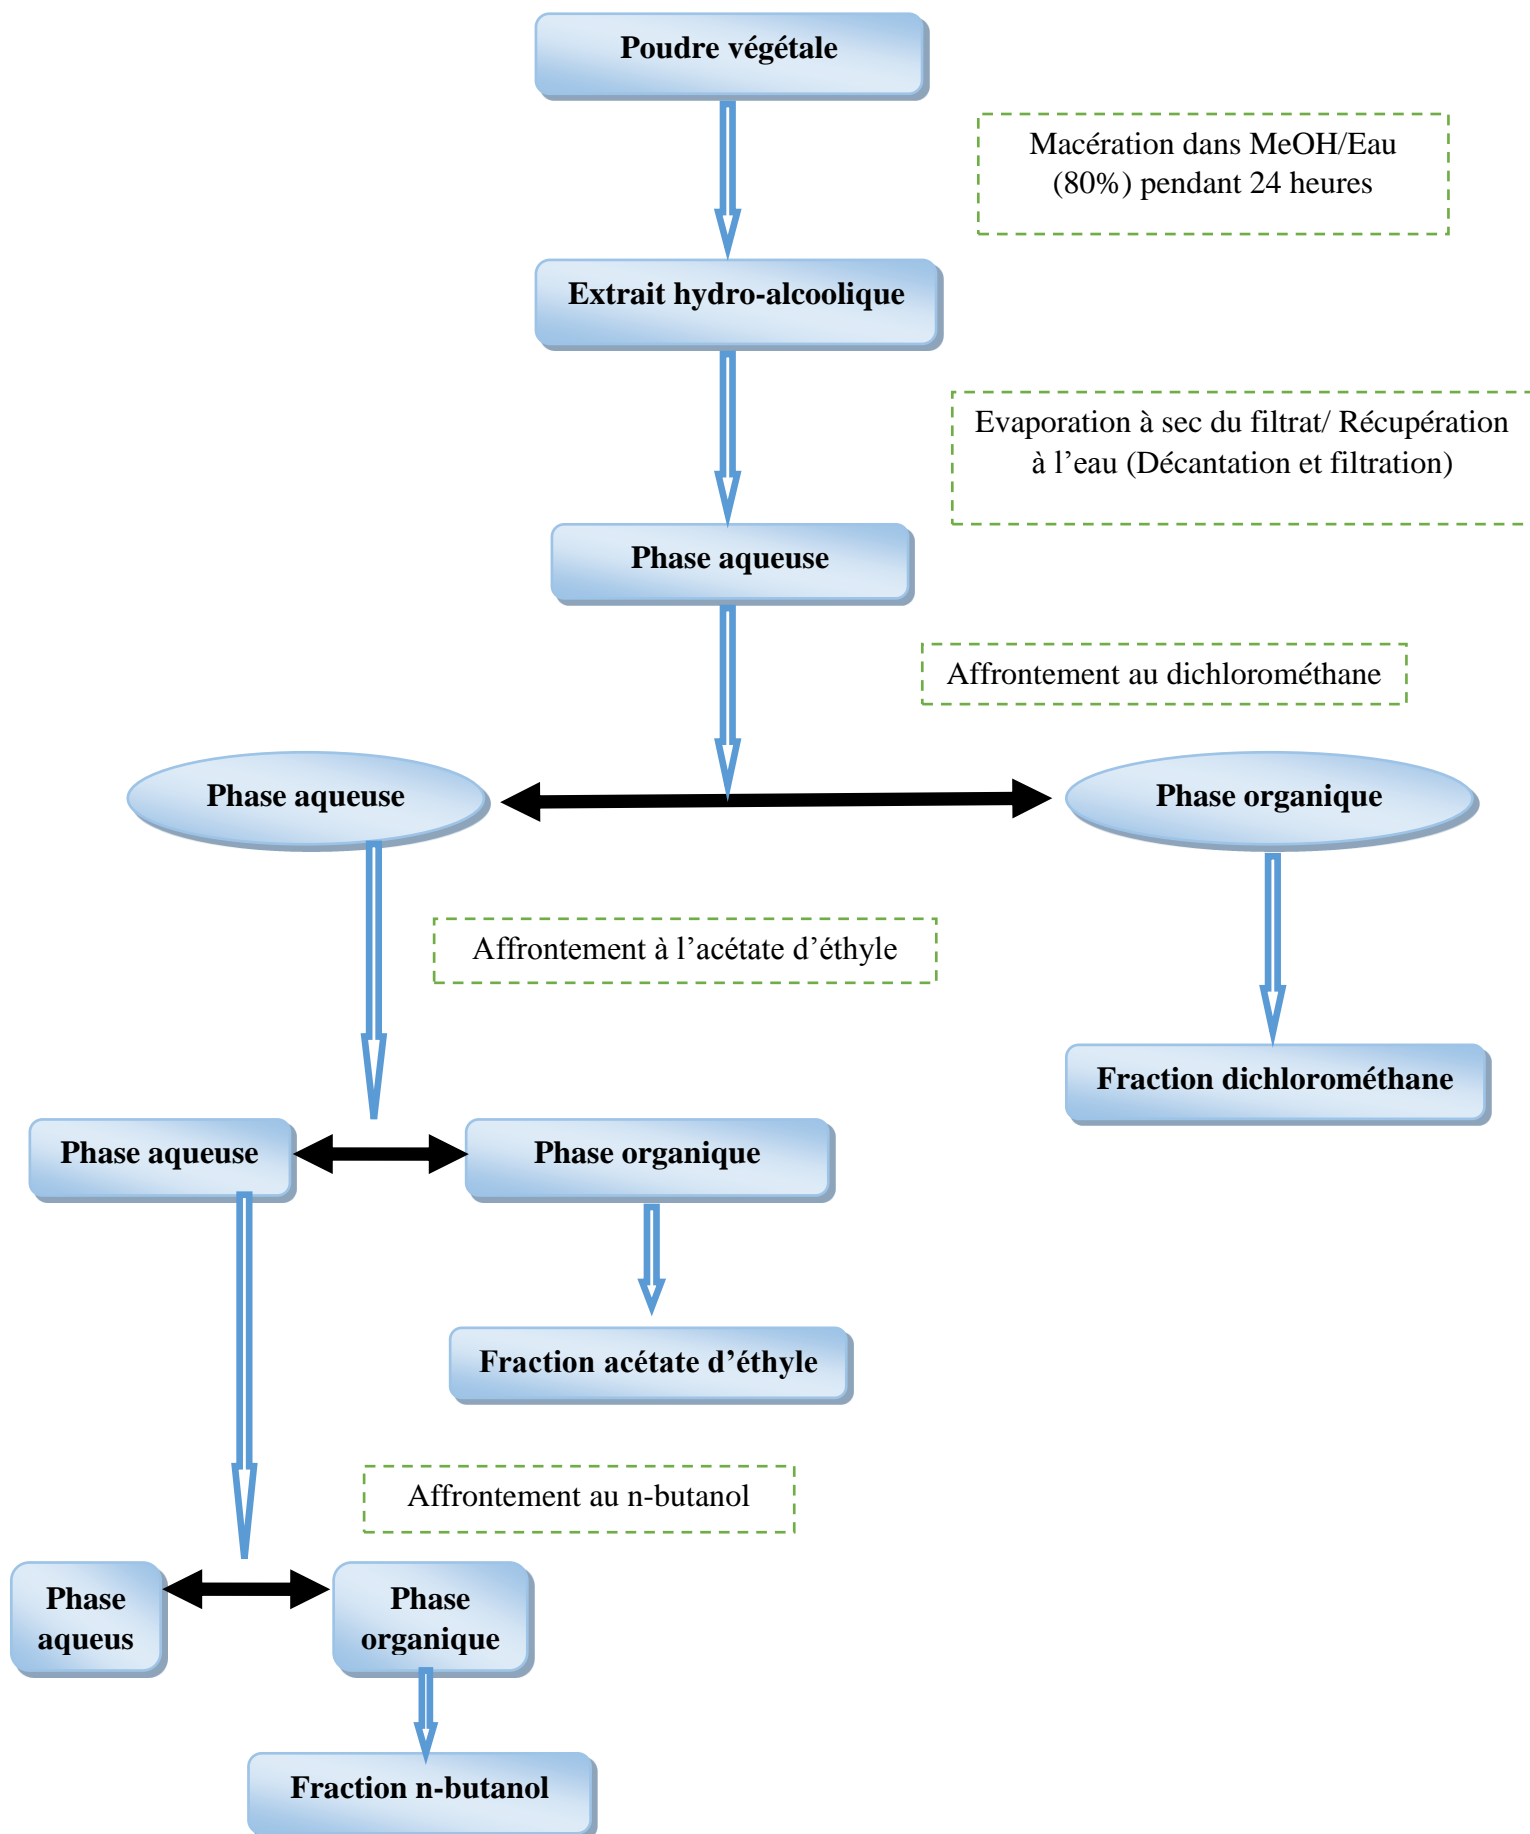 Poudre végétale
Macération dans MeOH/Eau
(80%) pendant 24 heures
Extrait hydro-alcoolique
Evaporation à sec du filtrat/ Récupération
à l’eau (Décantation et filtration)
Phase aqueuse
Affrontement au dichlorométhane
Phase aqueuse
Phase organique
Affrontement à l’acétate d’éthyle
Fraction dichlorométhane
Phase aqueuse
Phase organique
Fraction acétate d’éthyle
Affrontement au n-butanol
Phase
aqueus
Phase
organique
Fraction n-butanol